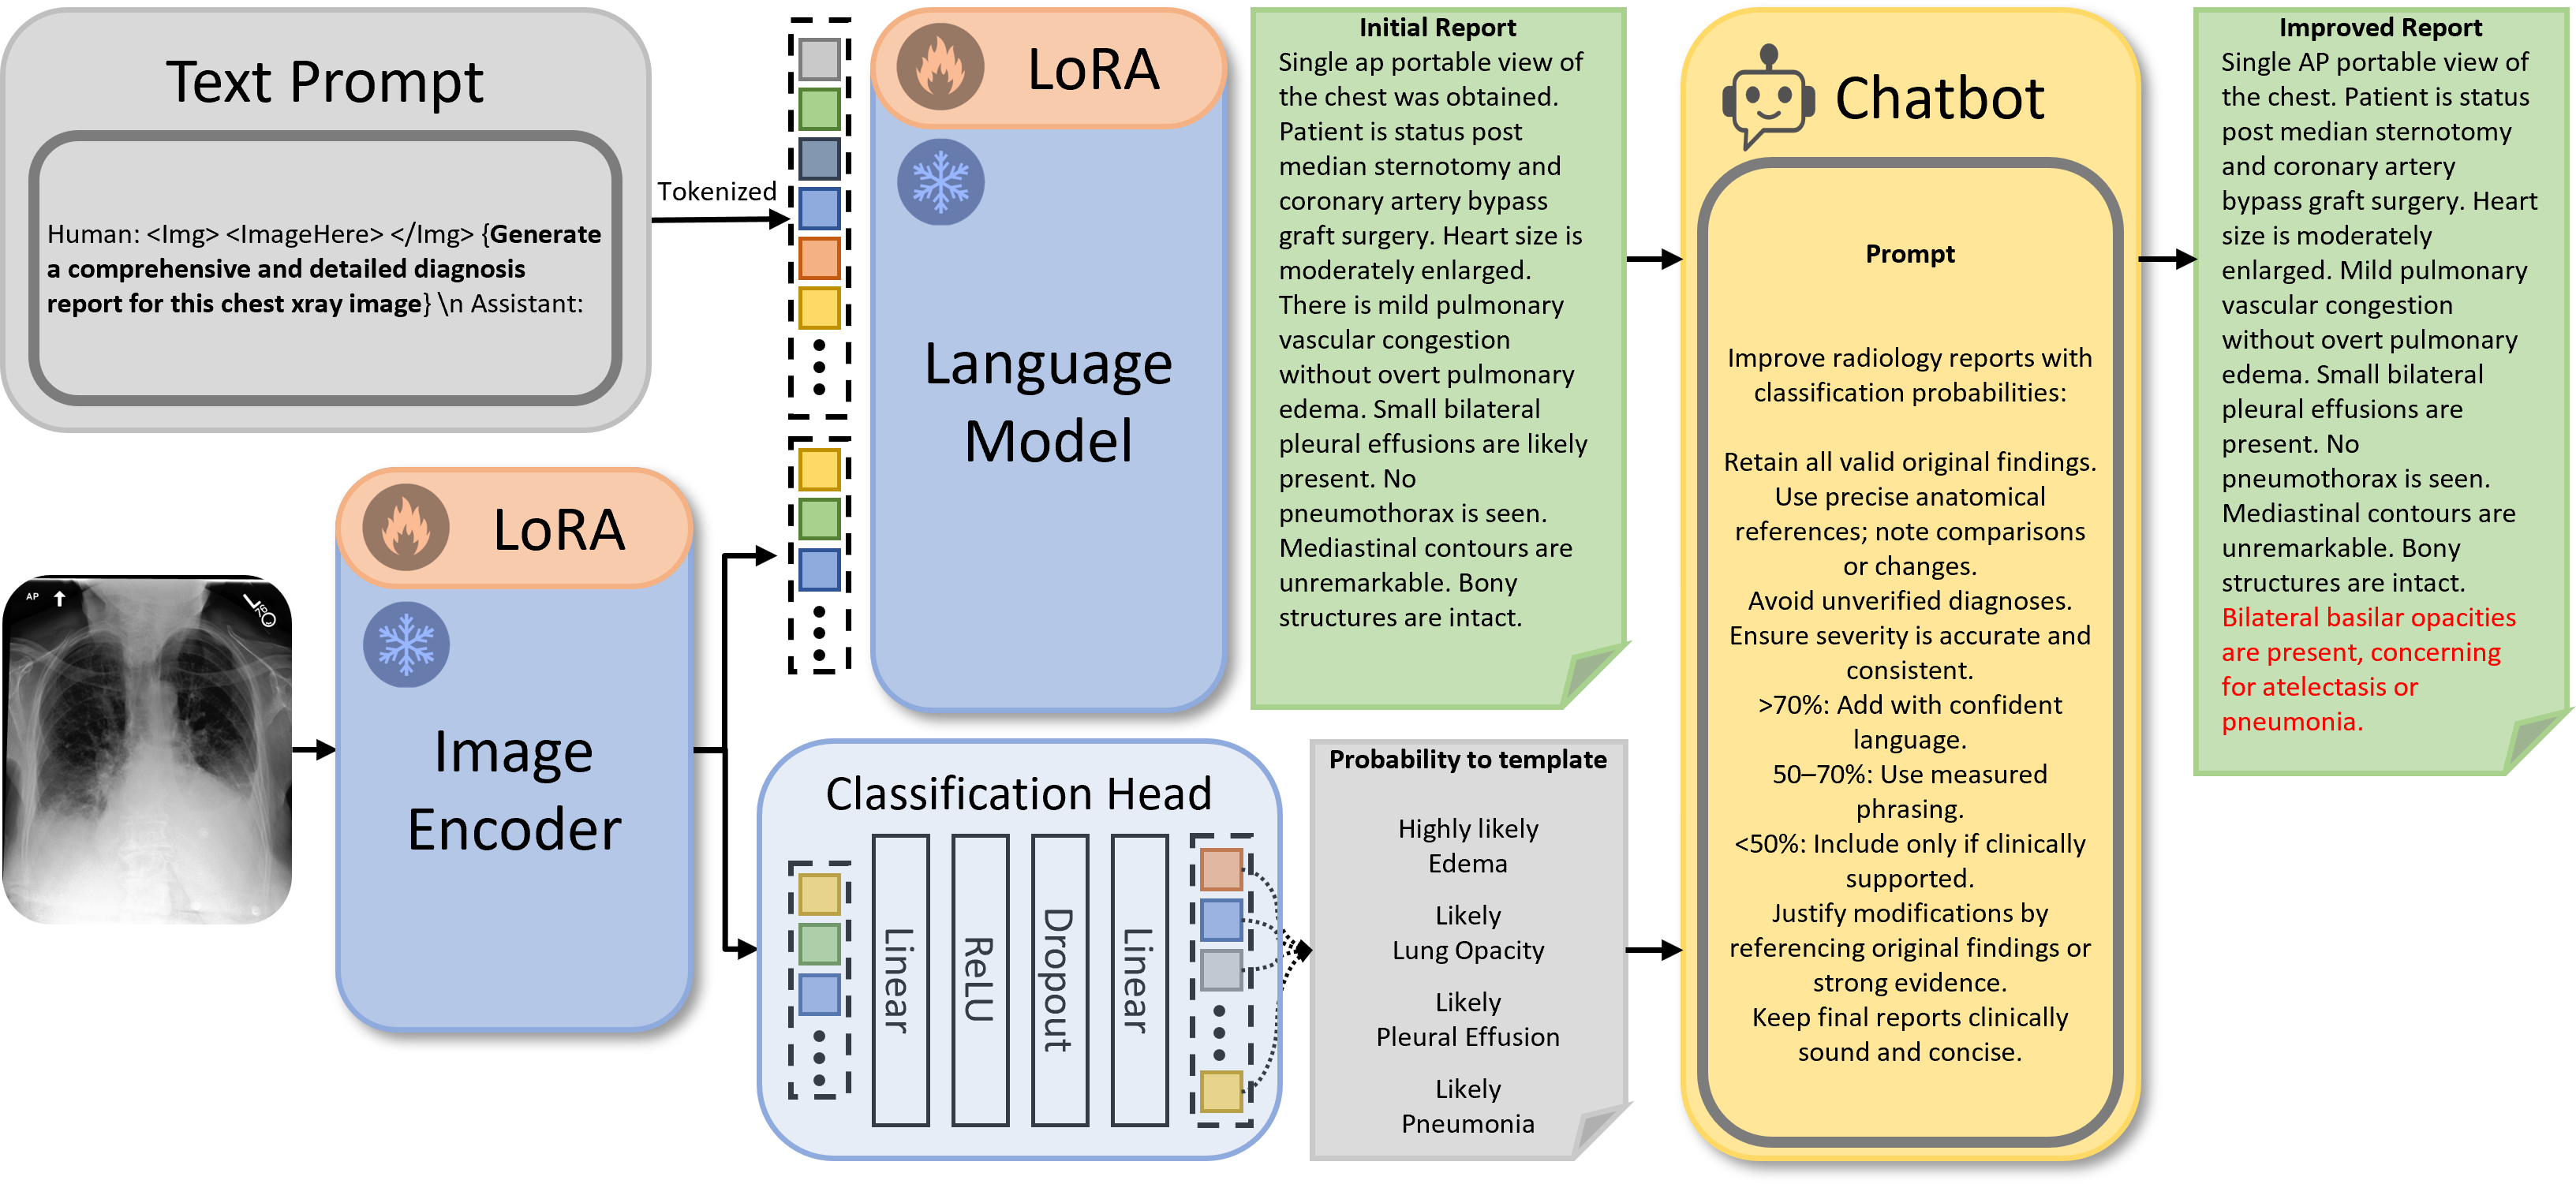 Text Prompt
Human: <Img> <ImageHere> </Img> {Generate
a comprehensive and detailed diagnosis
report for this chest xray image} \n Assistant:
Tokenized
LoRA
Language
Model
AP
LoRA
Image
Encoder
Classification Head
Linear
ReLU
Dropout
Linear
Initial Report
Single ap portable view of
the chest was obtained.
Patient is status post
median sternotomy and
coronary artery bypass
graft surgery. Heart size is
moderately enlarged.
There is mild pulmonary
vascular congestion
without overt pulmonary
edema. Small bilateral
pleural effusions are likely
present. No
pneumothorax is seen.
Mediastinal contours are
unremarkable. Bony
structures are intact.
Probability to template
Highly likely
Edema
Likely
Lung Opacity
Likely
Pleural Effusion
Likely
Pneumonia
Chatbot
Prompt
Improve radiology reports with
classification probabilities:
Retain all valid original findings.
Use precise anatomical
references; note comparisons
or changes.
Avoid unverified diagnoses.
Ensure severity is accurate and
consistent.
>70%: Add with confident
language.
50–70%: Use measured
phrasing.
<50%: Include only if clinically
supported.
Justify modifications by
referencing original findings or
strong evidence.
Keep final reports clinically
sound and concise.
Improved Report
Single AP portable view of
the chest. Patient is status
post median sternotomy
and coronary artery
bypass graft surgery. Heart
size is moderately
enlarged. Mild pulmonary
vascular congestion
without overt pulmonary
edema. Small bilateral
pleural effusions are
present. No
pneumothorax is seen.
Mediastinal contours are
unremarkable. Bony
structures are intact.
Bilateral basilar opacities
are present, concerning
for atelectasis or
pneumonia.